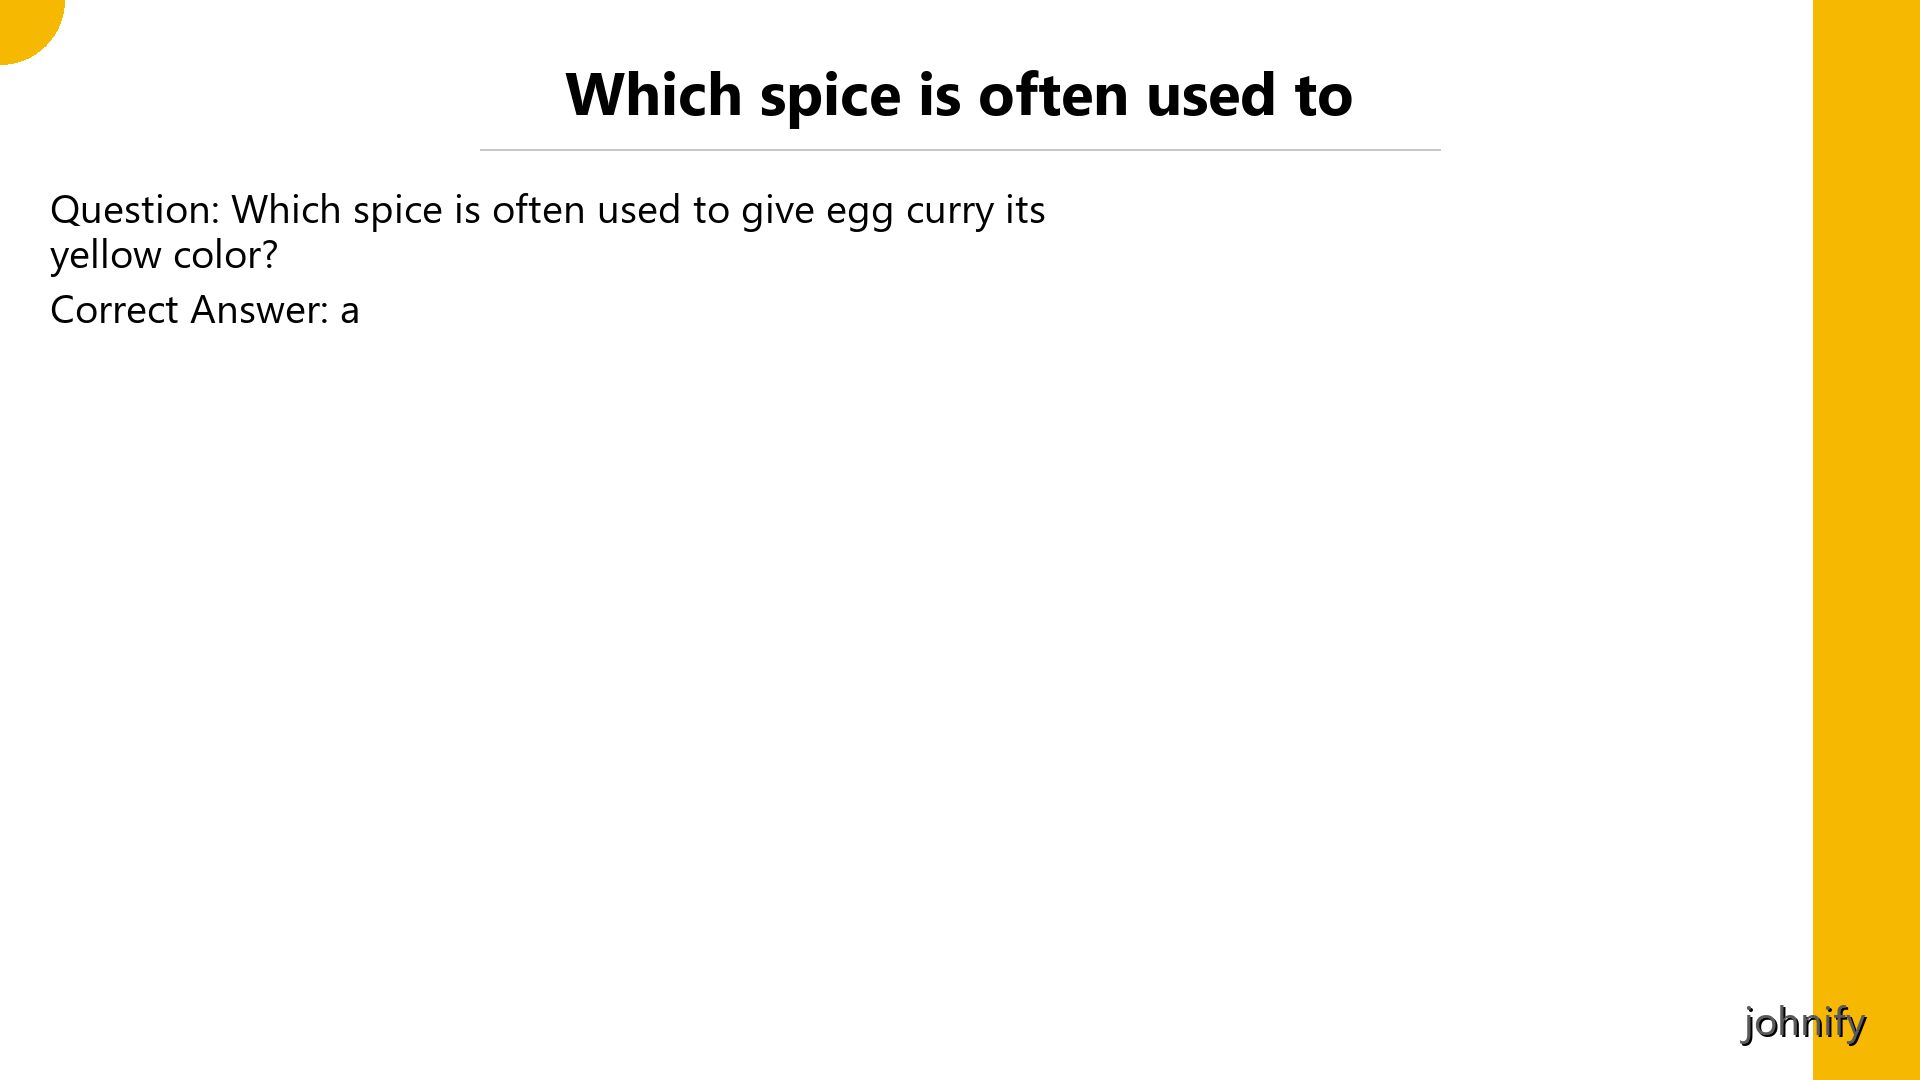 Which spice is often used to
Question: Which spice is often used to give egg curry its
yellow color?
Correct Answer: a
johnify